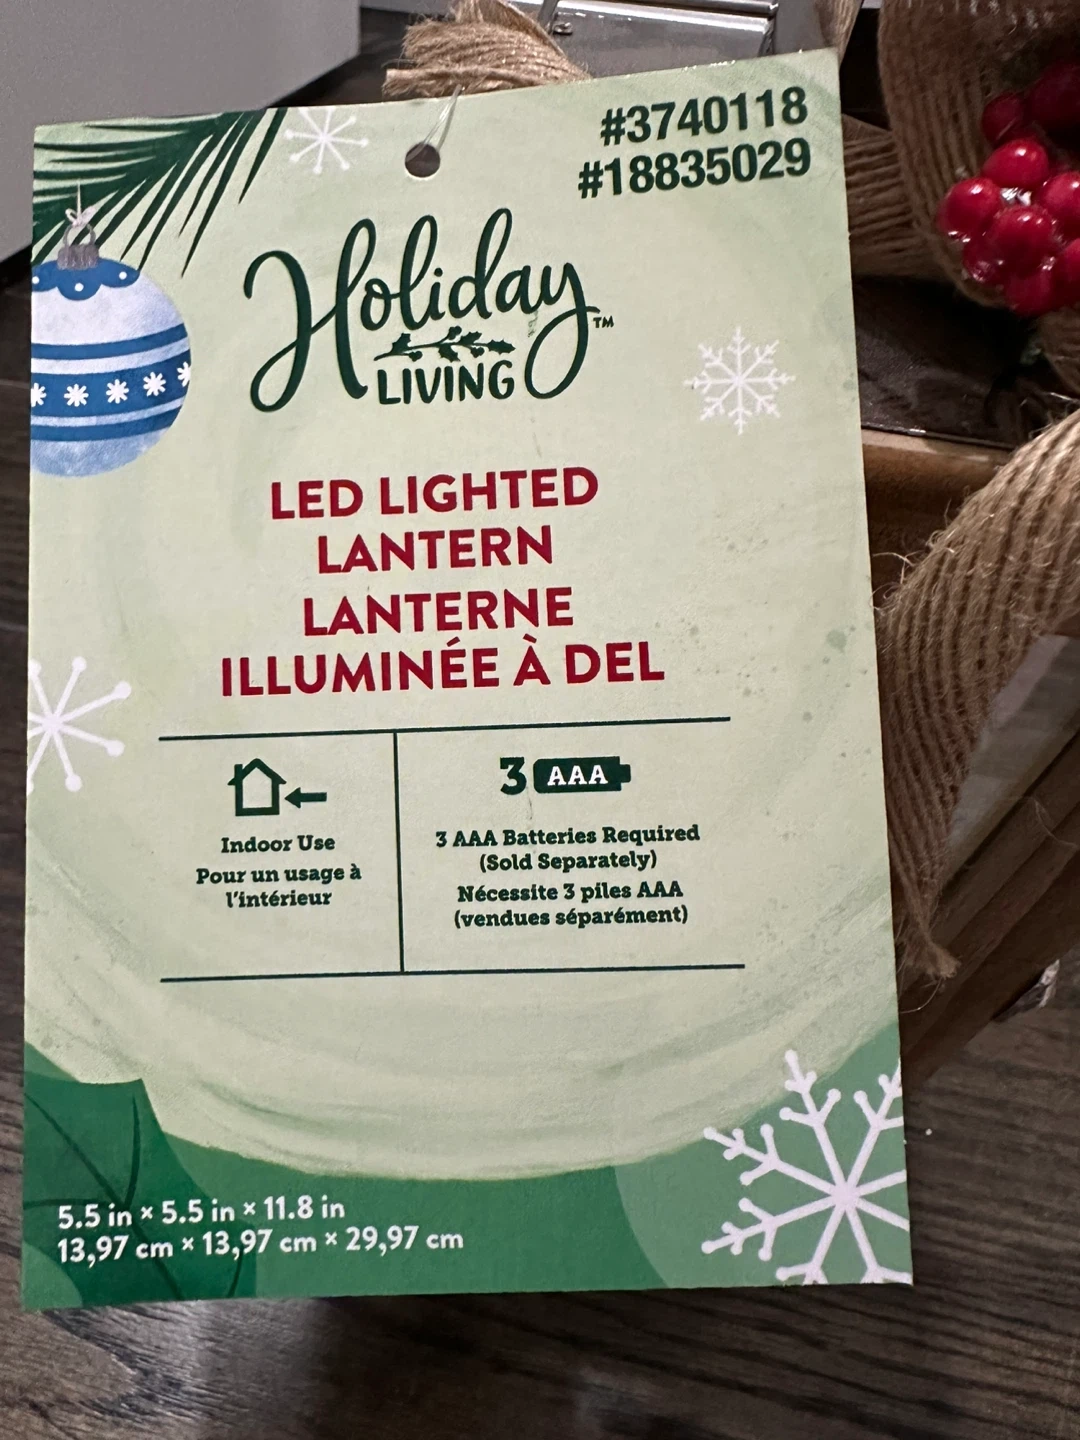 #3740118
#18835029
Holiday™
LIVING
LED LIGHTED
LANTERN
LANTERNE
ILLUMINÉE À DEL
3 AAA
Indoor Use
Pour un usage à
l'intérieur
3 AAA Batteries Required
(Sold Separately)
Nécessite 3 piles AAA
(vendues séparément)
5.5 in × 5.5 in × 11.8 in
13,97 cm × 13,97 cm × 29,97 cm